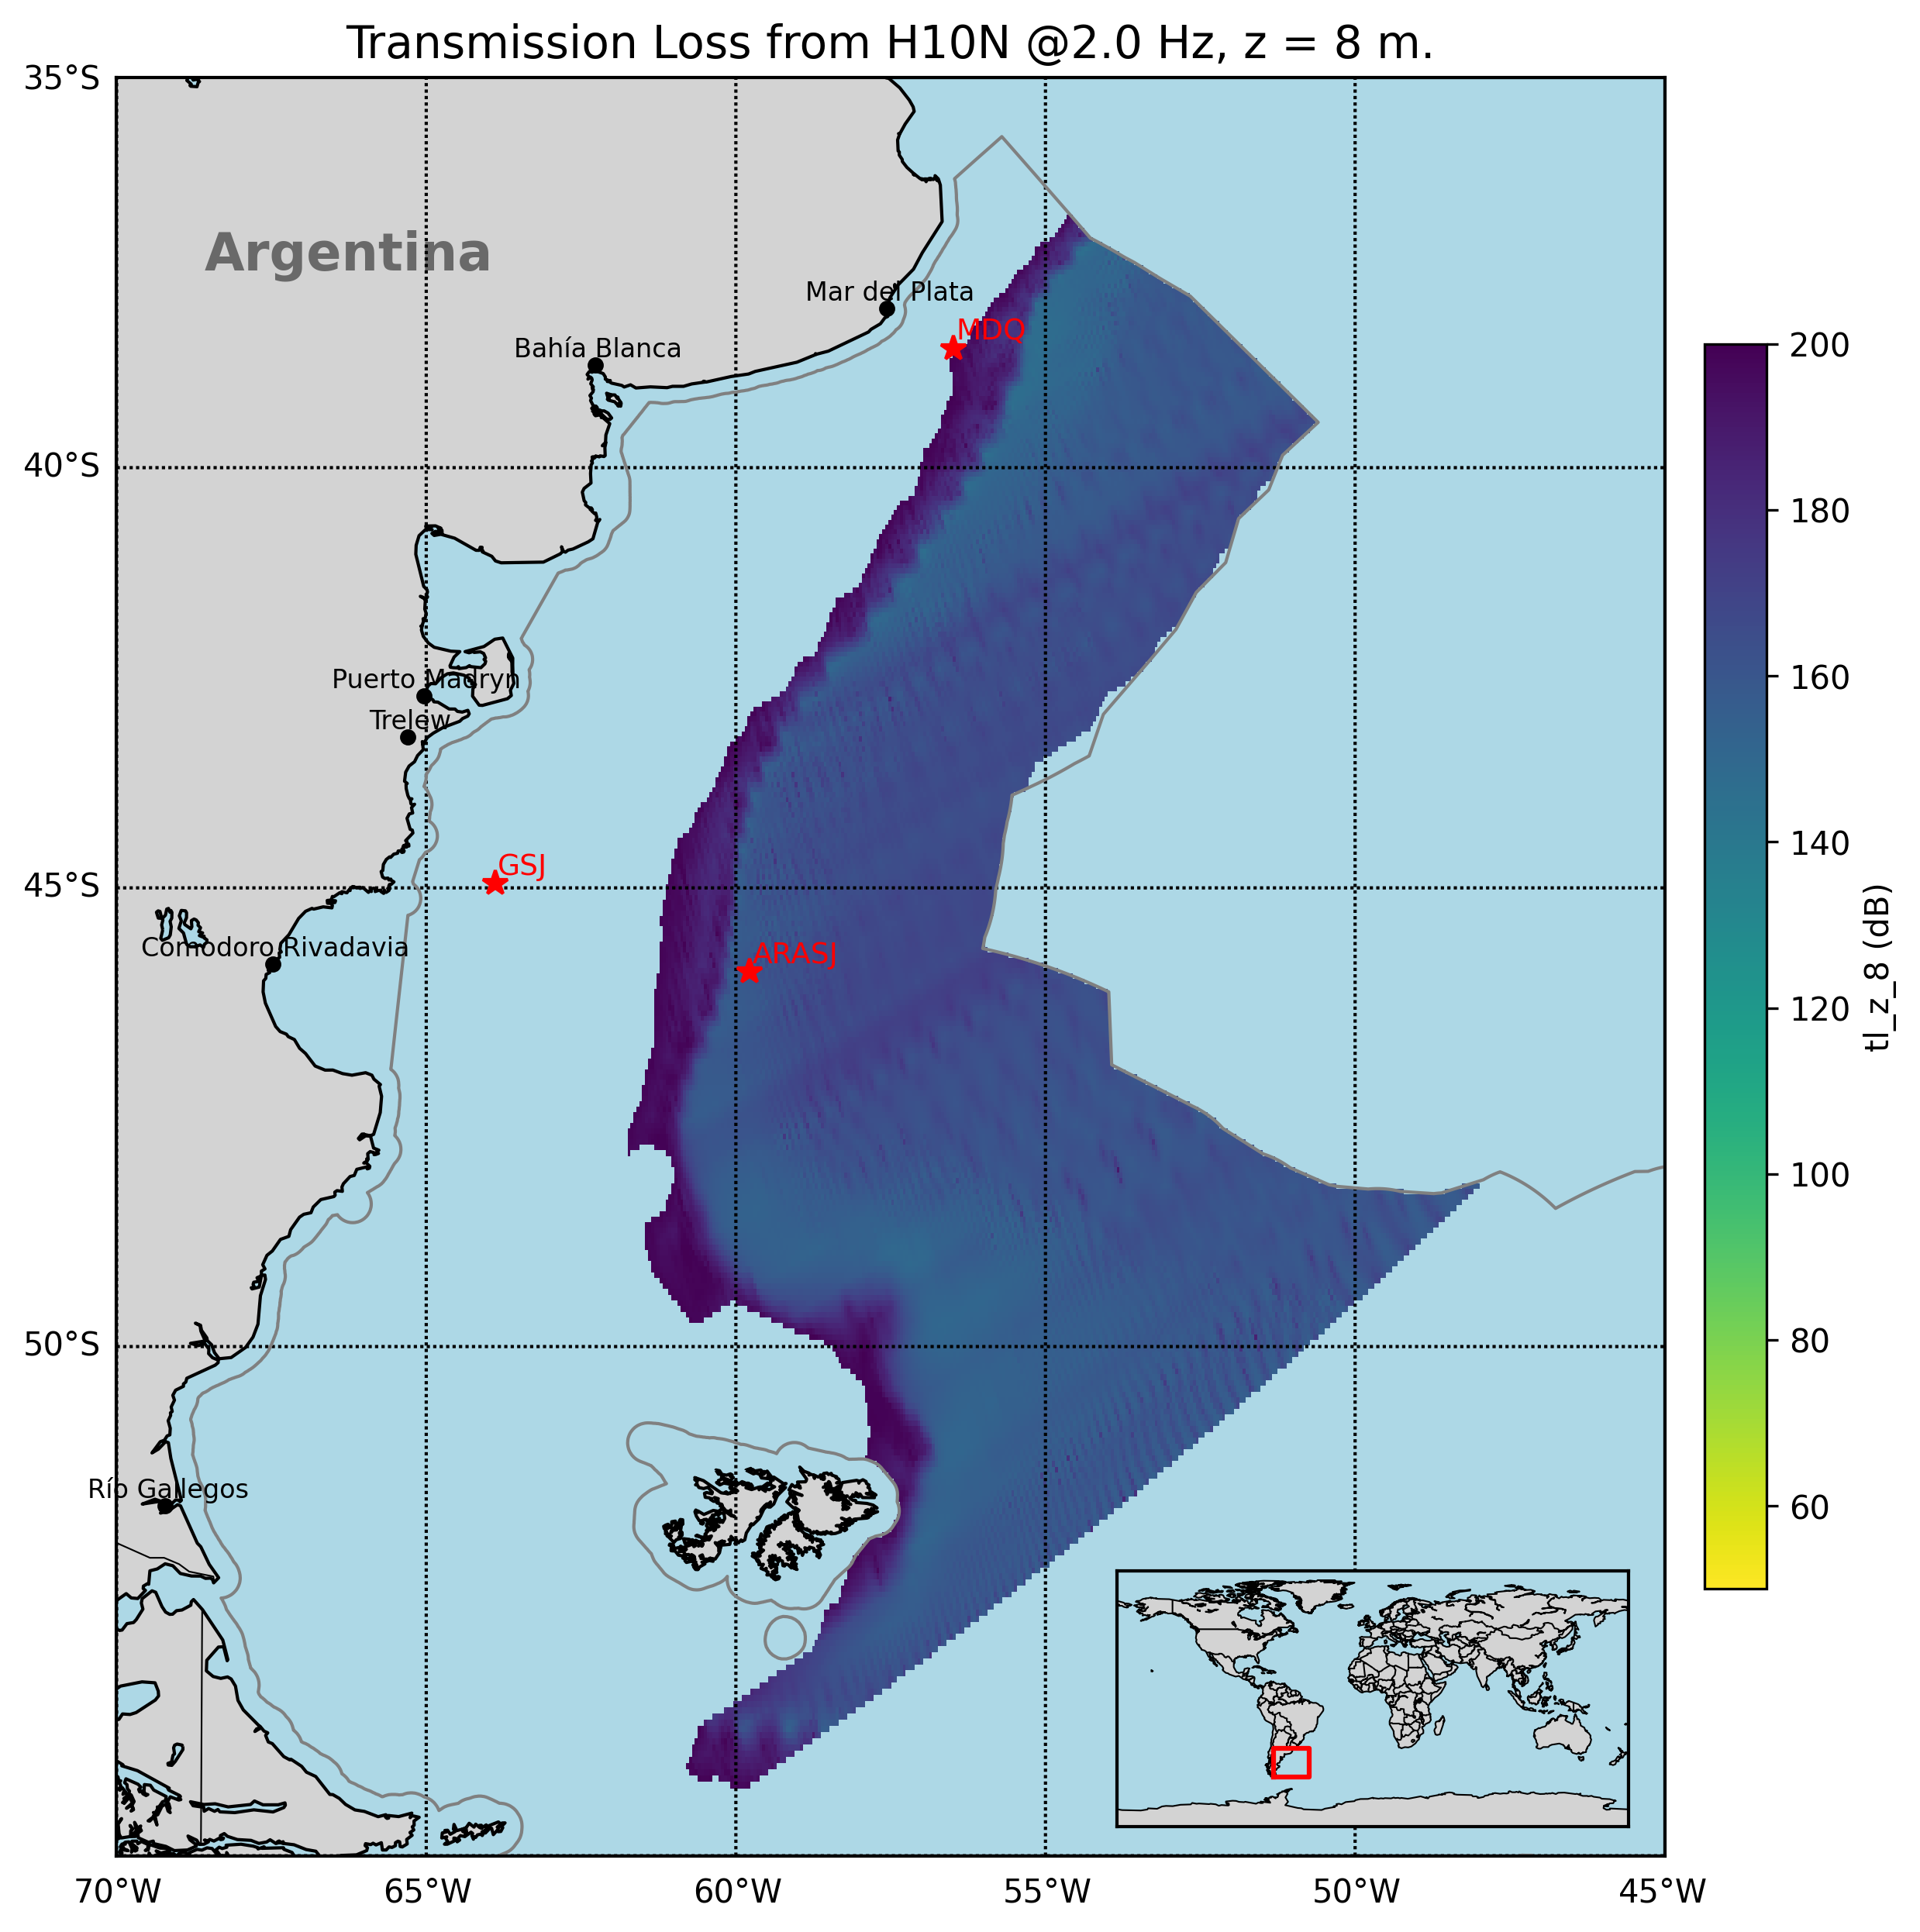 Transmission Loss from H10N @2.0 Hz, z = 8 m.
35°S
Argentina
Mar del Plata
MDQ
Bahía Blanca
200
40°S
180
Puerto Madryn
160
Trelew
140
GSJ
45°S
Comodoro Rivadavia
ARASJ
tl_z_8 (dB)
120
100
50°S
80
Río Gallegos
60
70°W
65°W
60°W
55°W
50°W
45°W